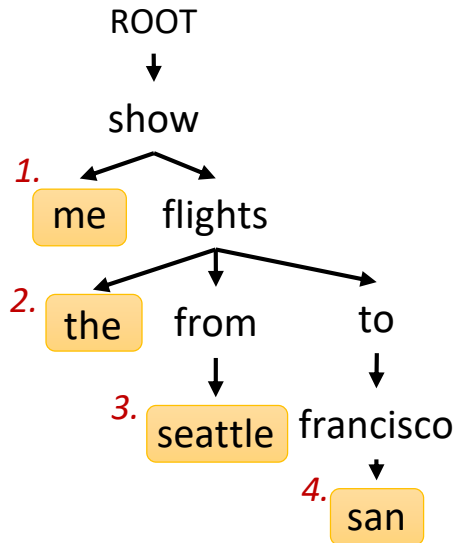 ROOT
show
1.
me flights
2.
the from to
3.
seattle francisco
4.
san